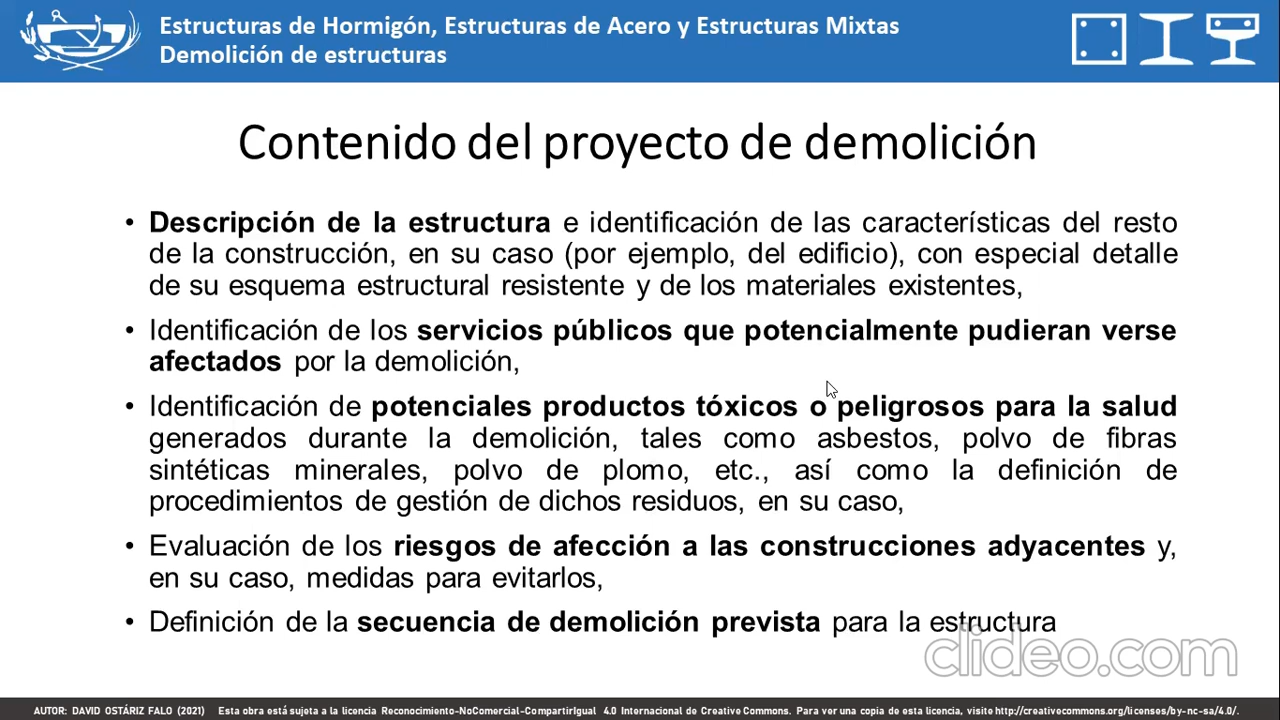 Estructuras de Hormigón, Estructuras de Acero y Estructuras Mixtas
Demolición de estructuras
Contenido del proyecto de demolición
• Descripción de la estructura e identificación de las características del resto
de la construcción, en su caso (por ejemplo, del edificio), con especial detalle
de su esquema estructural resistente y de los materiales existentes,
• Identificación de los servicios públicos que potencialmente pudieran verse
afectados por la demolición,
• Identificación de potenciales productos tóxicos o peligrosos para la salud
generados durante la demolición, tales como asbestos, polvo de fibras
sintéticas minerales, polvo de plomo, etc., así como la definición de
procedimientos de gestión de dichos residuos, en su caso,
• Evaluación de los riesgos de afección a las construcciones adyacentes y,
en su caso, medidas para evitarlos,
• Definición de la secuencia de demolición prevista para la estructura
clideo.com
AUTOR: DAVID OSTÁRIZ FALO (2021) Esta obra está sujeta a la licencia Reconocimiento-NoComercial-CompartirIgual 4.0 Internacional de Creative Commons. Para ver una copia de esta licencia, visite http://creativecommons.org/licenses/by-nc-sa/4.0/.